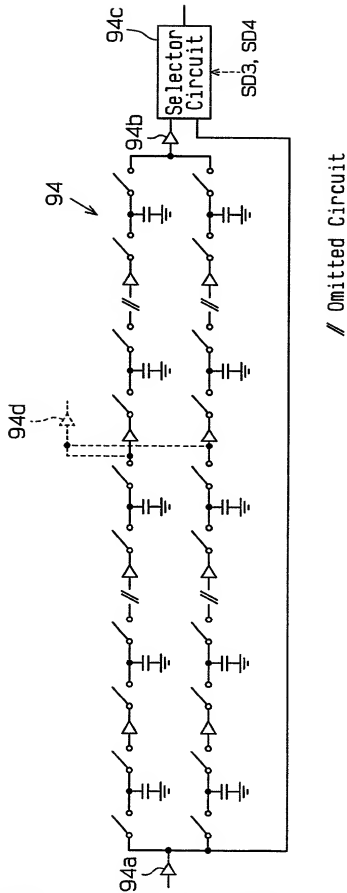 94c
Selector
Circuit
94b
SD3, SD4
94
94d
94a
// Omitted Circuit